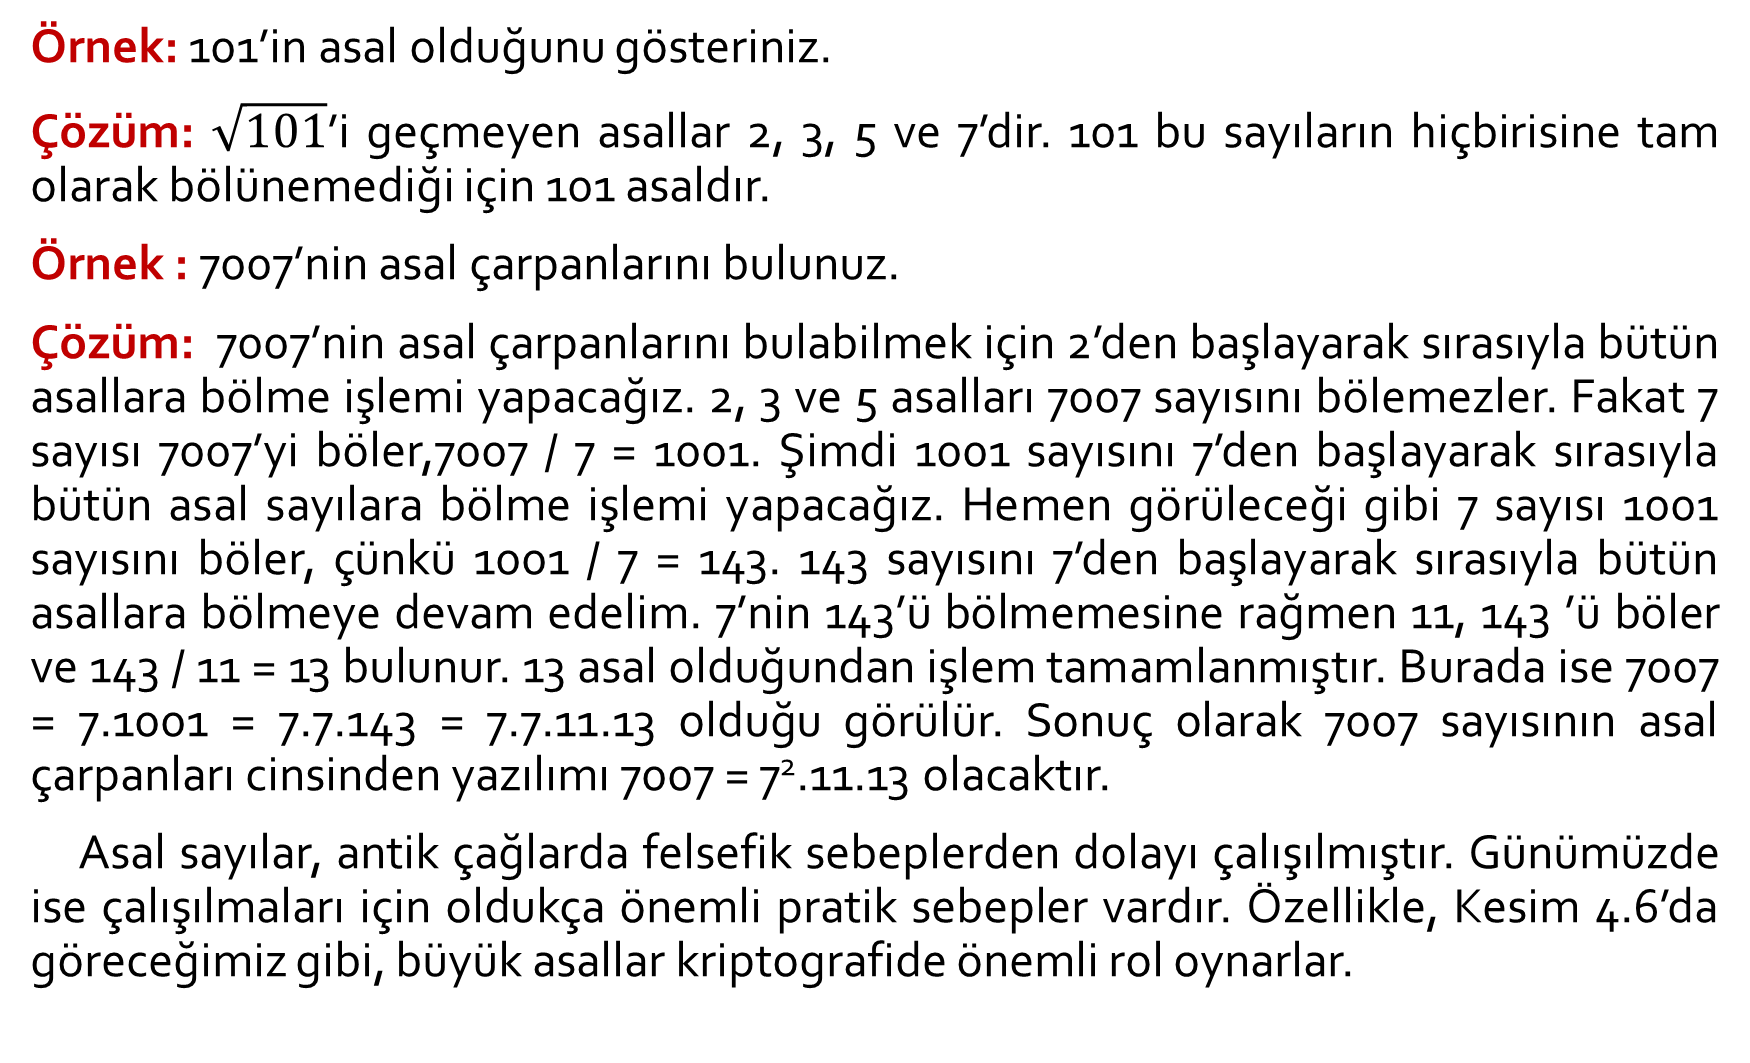 Örnek: 101’in asal olduğunu gösteriniz.
Çözüm: √101’i geçmeyen asallar 2, 3, 5 ve 7’dir. 101 bu sayıların hiçbirisine tam
olarak bölünemediği için 101 asaldır.
Örnek : 7007’nin asal çarpanlarını bulunuz.
Çözüm: 7007’nin asal çarpanlarını bulabilmek için 2’den başlayarak sırasıyla bütün
asallara bölme işlemi yapacağız. 2, 3 ve 5 asalları 7007 sayısını bölemezler. Fakat 7
sayısı 7007’yi böler,7007 / 7 = 1001. Şimdi 1001 sayısını 7’den başlayarak sırasıyla
bütün asal sayılara bölme işlemi yapacağız. Hemen görüleceği gibi 7 sayısı 1001
sayısını böler, çünkü 1001 / 7 = 143. 143 sayısını 7’den başlayarak sırasıyla bütün
asallara bölmeye devam edelim. 7’nin 143’ü bölmemesine rağmen 11, 143 ’ü böler
ve 143 / 11 = 13 bulunur. 13 asal olduğundan işlem tamamlanmıştır. Burada ise 7007
= 7.1001 = 7.7.143 = 7.7.11.13 olduğu görülür. Sonuç olarak 7007 sayısının asal
çarpanları cinsinden yazılımı 7007 = 7².11.13 olacaktır.
Asal sayılar, antik çağlarda felsefik sebeplerden dolayı çalışılmıştır. Günümüzde
ise çalışılmaları için oldukça önemli pratik sebepler vardır. Özellikle, Kesim 4.6’da
göreceğimiz gibi, büyük asallar kriptografide önemli rol oynarlar.